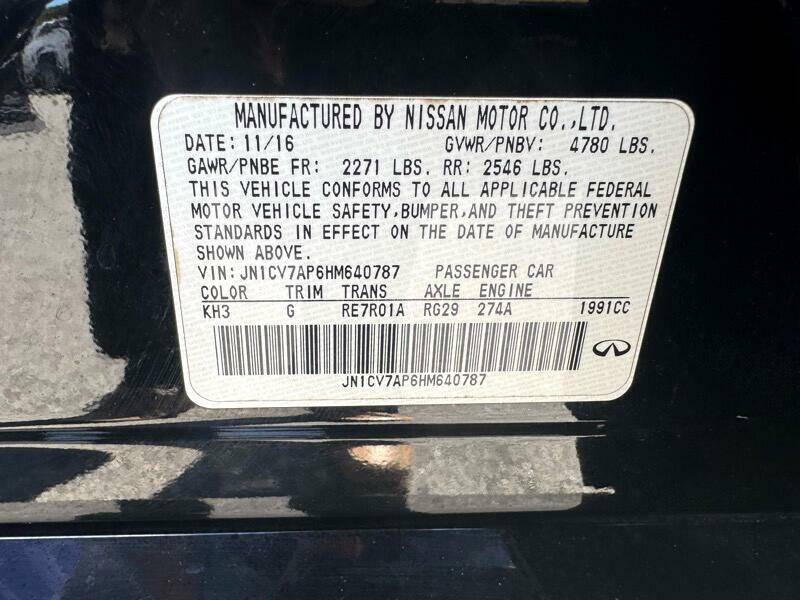 MANUFACTURED BY NISSAN MOTOR CO.,LTD.
DATE: 11/16 GVWR/PNBV: 4780 LBS.
GAWR/PNBE FR: 2271 LBS. RR: 2546 LBS.
THIS VEHICLE CONFORMS TO ALL APPLICABLE FEDERAL
MOTOR VEHICLE SAFETY,BUMPER,AND THEFT PREVENTION
STANDARDS IN EFFECT ON THE DATE OF MANUFACTURE
SHOWN ABOVE.
VIN:JN1CV7AP6HM640787 PASSENGER CAR
COLOR TRIM TRANS AXLE ENGINE
KH3 G RE7R01A RG29 274A 1991CC
JN1CV7AP6HM640787